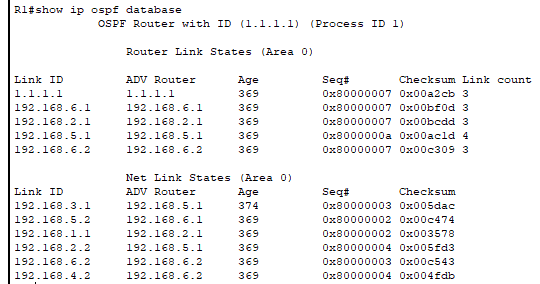 R1#show ip ospf database
OSPF Router with ID (1.1.1.1) (Process ID 1)
Router Link States (Area 0)
Link ID ADV Router Age Seq# Checksum Link count
1.1.1.1 1.1.1.1 369 0x80000007 0x00a2cb 3
192.168.6.1 192.168.6.1 369 0x80000007 0x00bf0d 3
192.168.2.1 192.168.2.1 369 0x80000007 0x00bcdd 3
192.168.5.1 192.168.5.1 369 0x8000000a 0x00ac1d 4
192.168.6.2 192.168.6.2 369 0x80000007 0x00c309 3
Net Link States (Area 0)
Link ID ADV Router Age Seq# Checksum
192.168.3.1 192.168.5.1 374 0x80000003 0x005dac
192.168.5.2 192.168.6.1 369 0x80000002 0x00c474
192.168.1.1 192.168.2.1 369 0x80000002 0x003578
192.168.2.2 192.168.5.1 369 0x80000004 0x005fd3
192.168.6.2 192.168.6.2 369 0x80000003 0x00c543
192.168.4.2 192.168.6.2 369 0x80000004 0x004fdb